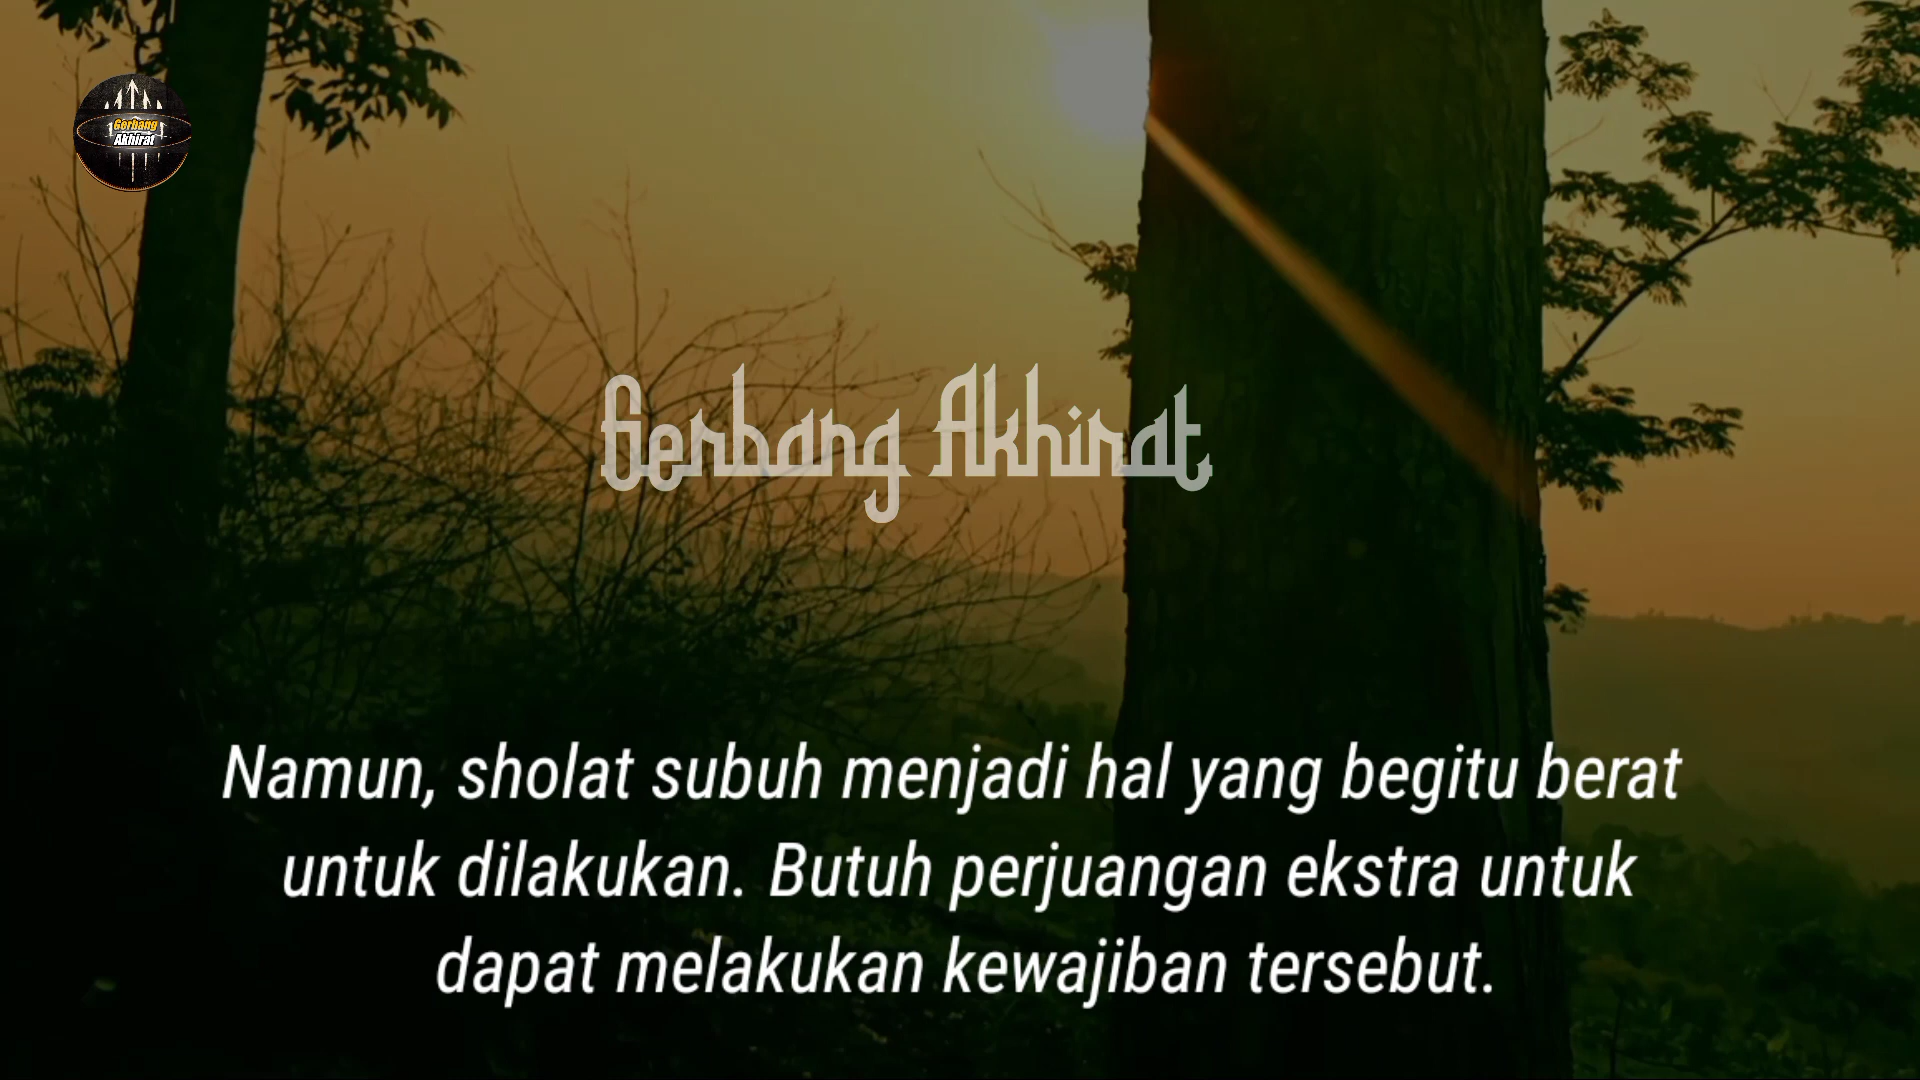 Gerbang
Akhirat
Gerbang Akhirat
Namun, sholat subuh menjadi hal yang begitu berat
untuk dilakukan. Butuh perjuangan ekstra untuk
dapat melakukan kewajiban tersebut.